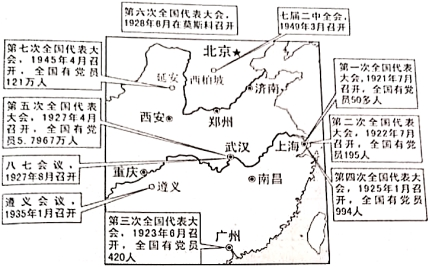 第六次全国代表大会，
1928年6月在莫斯科召开
七届二中全会，
1949年3月召开
第七次全国代表大
会，1945年4月召
开，全国有党员
121万人
北京
延安
西柏坡
济南
第一次全国代表
大会，1921年7月
召开，全国有党
员50多人
第五次全国代表
大会，1927年4月
召开，全国有党
员5.7967万人
西安
郑州
第二次全国代表
大会，1922年7月
召开，全国有党
员195人
上海
八七会议，
1927年8月召开
武汉
重庆
南昌
第四次全国代表
大会，1925年1月
召开，全国有党员
994人
遵义会议，
1935年1月召开
遵义
第三次全国代表大
会，1923年6月召
开，全国有党员
420人
广州